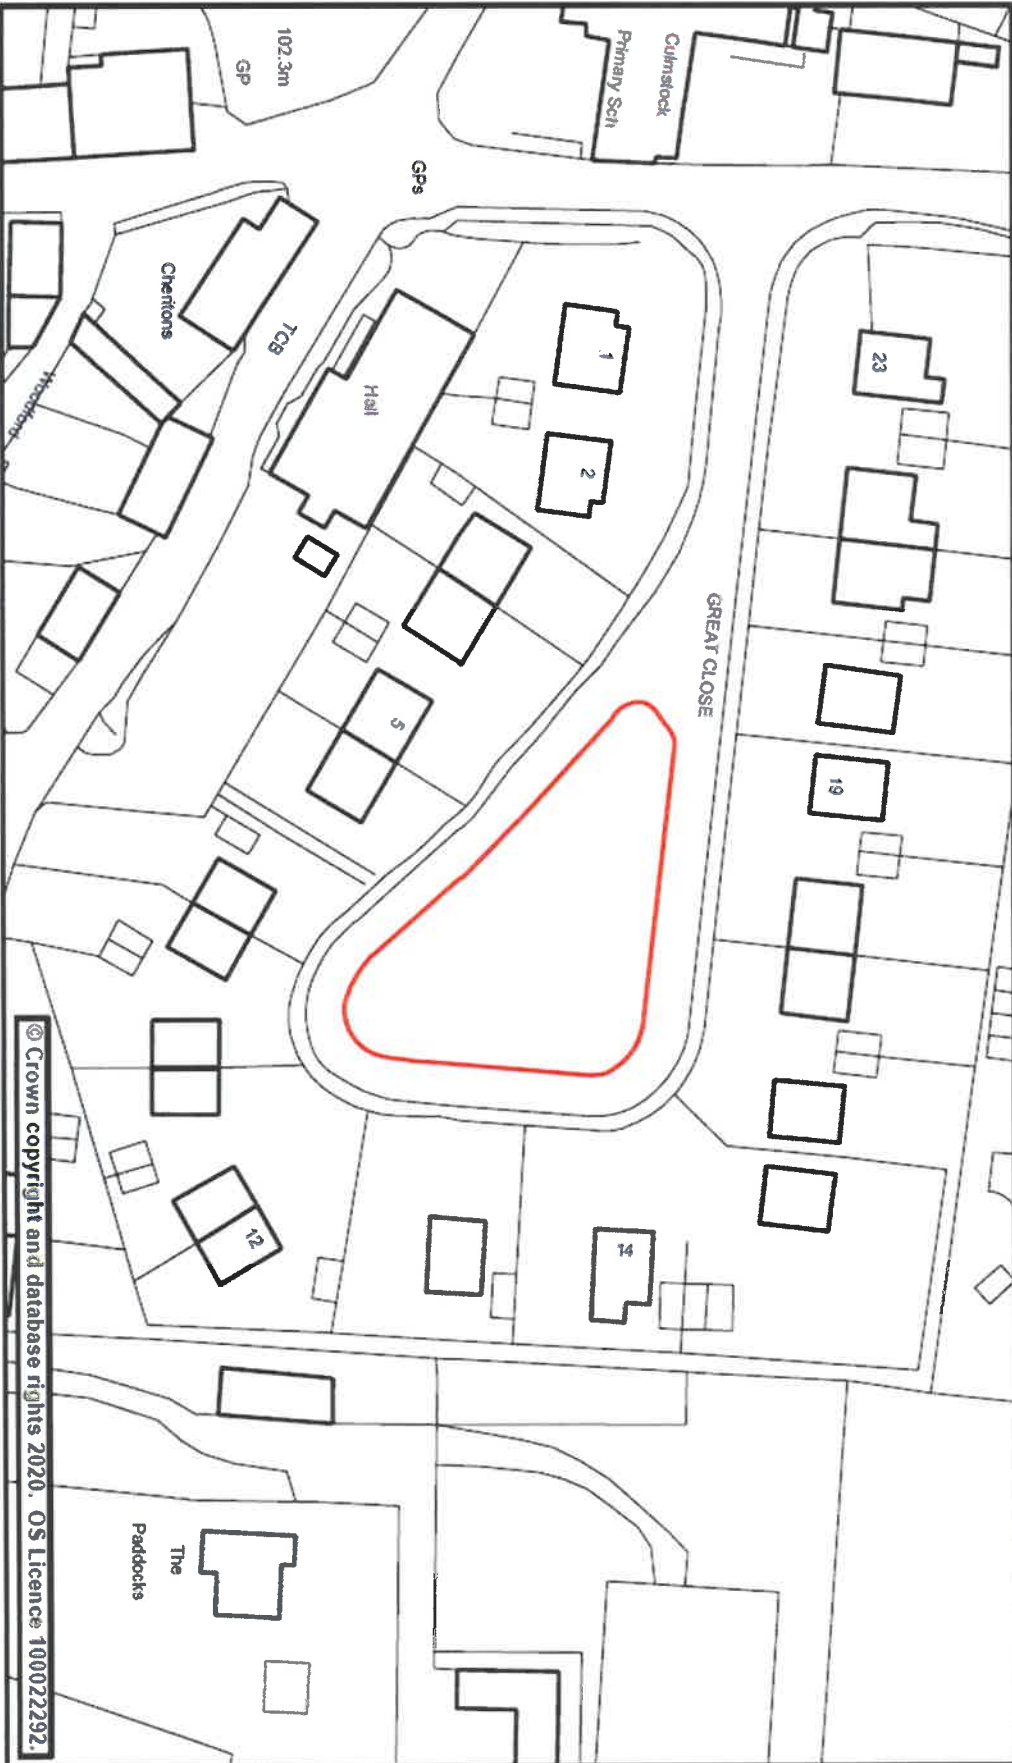 Culmstock
Primary Sch
102.3m
GP
GPs
Cheritons
TCB
Hall
1
2
23
GREAT CLOSE
5
19
12
14
The
Paddocks
© Crown copyright and database rights 2020. OS Licence 100022292.